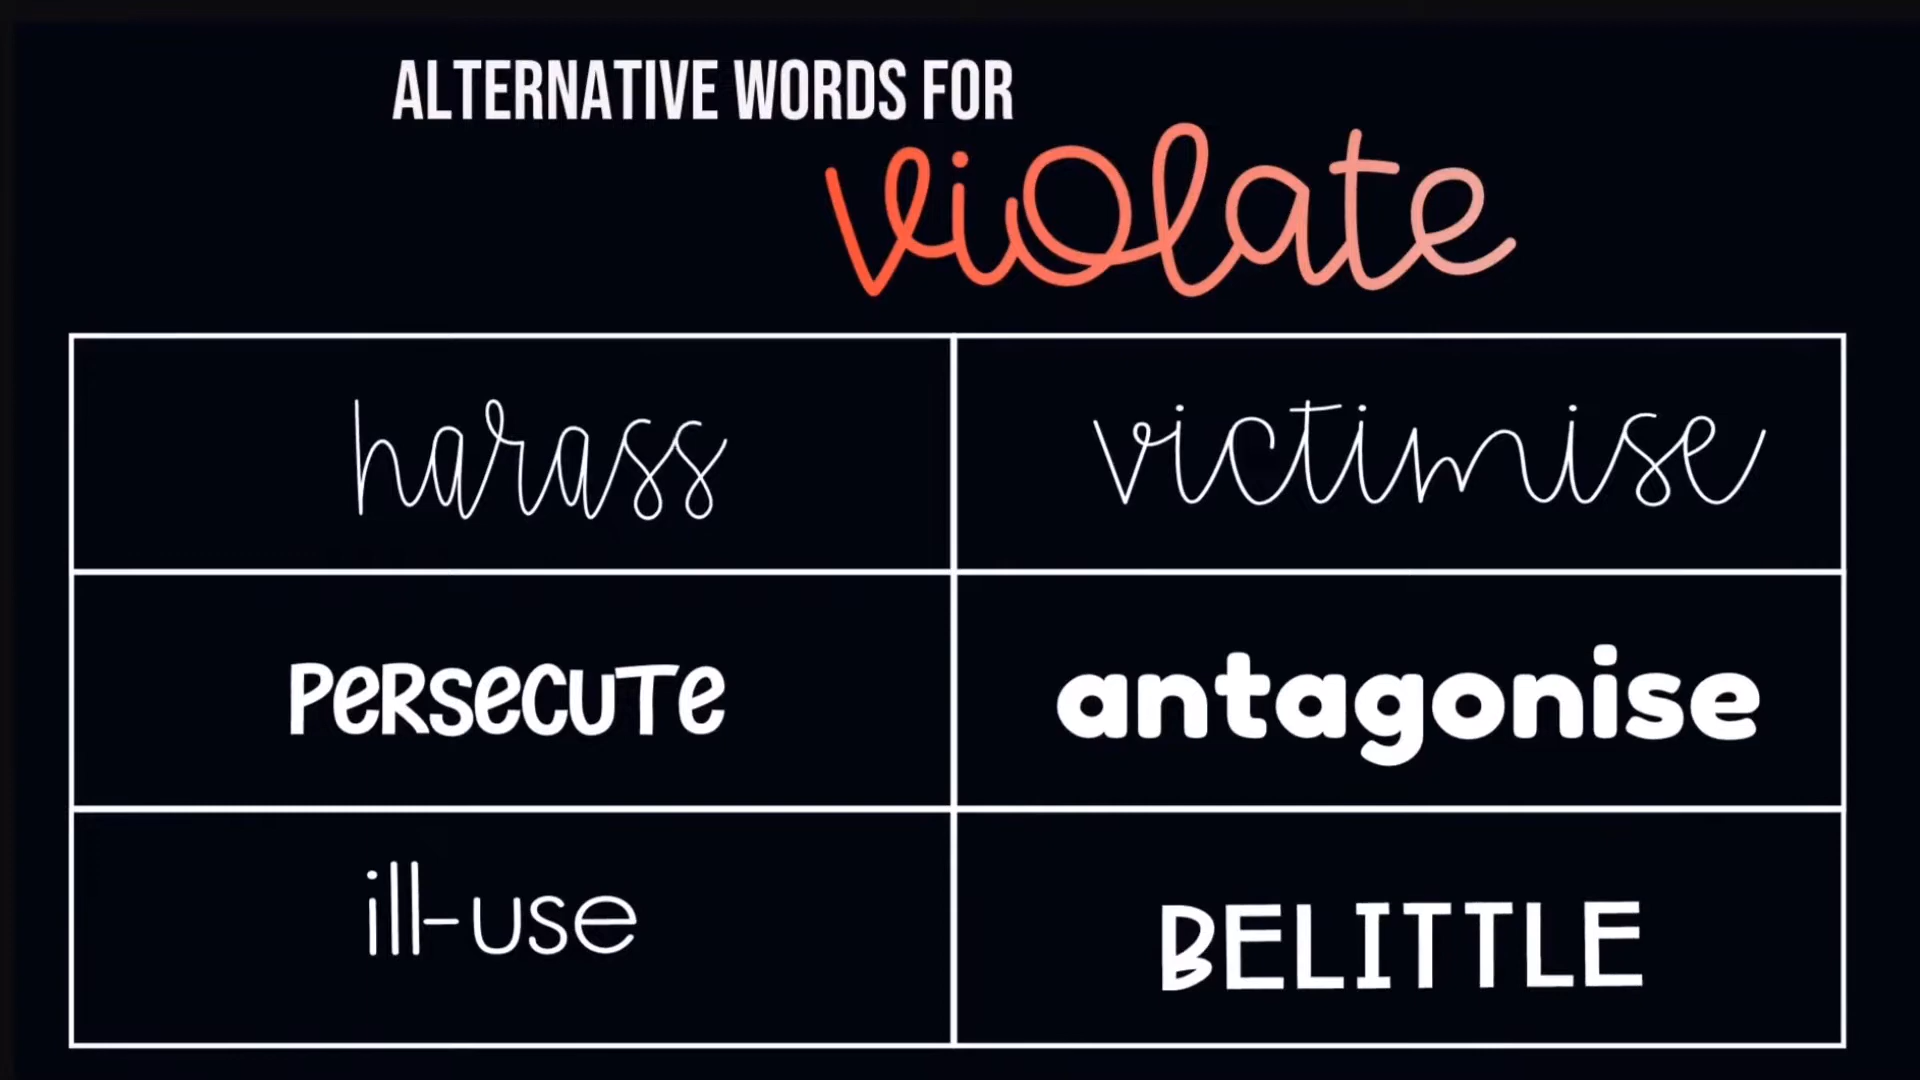 ALTERNATIVE WORDS FOR
violate
harass
victimise
PeRSeCUTe
antagonise
ill-use
BELITTLE